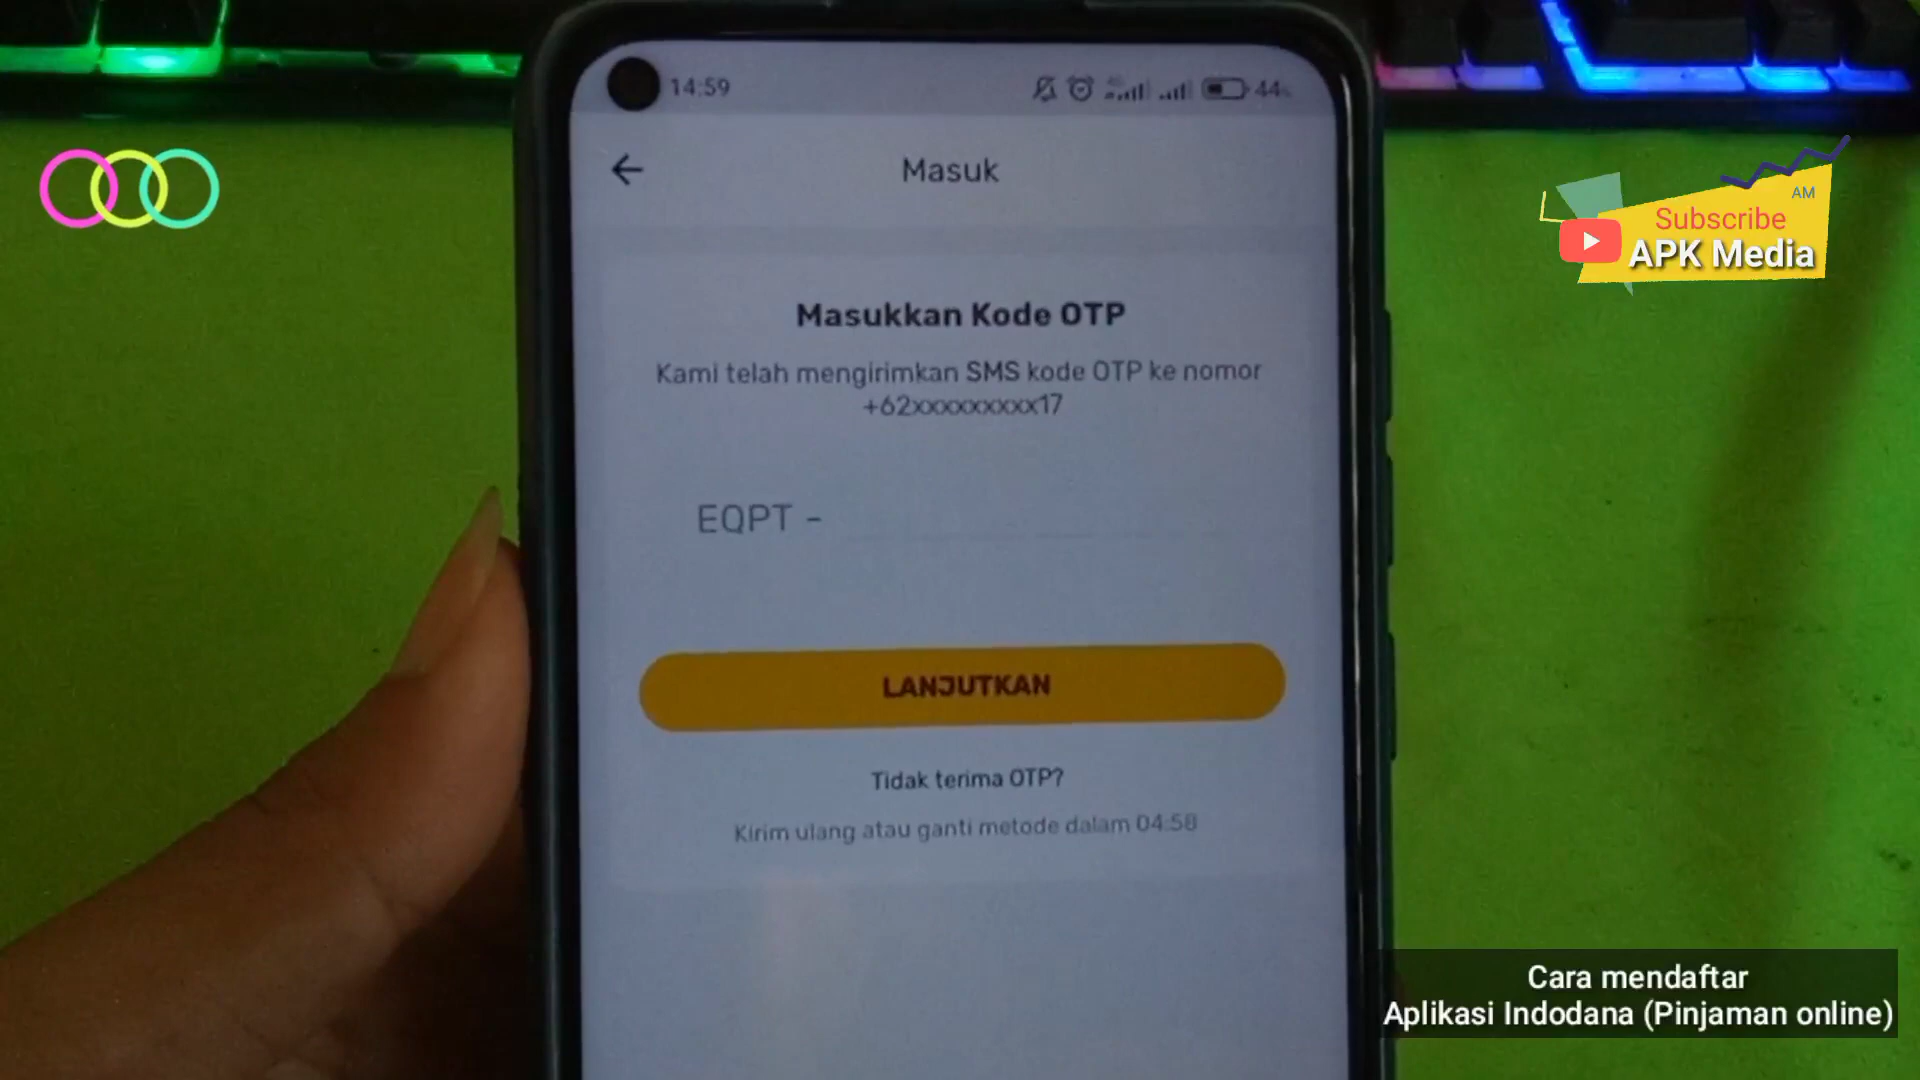 14:59
44%
Masuk
Masukkan Kode OTP
Kami telah mengirimkan SMS kode OTP ke nomor
+62xxxxxxxxxx17
EQPT -
LANJUTKAN
Tidak terima OTP?
Kirim ulang atau ganti metode dalam 04:58
AM
Subscribe
APK Media
Cara mendaftar
Aplikasi Indodana (Pinjaman online)